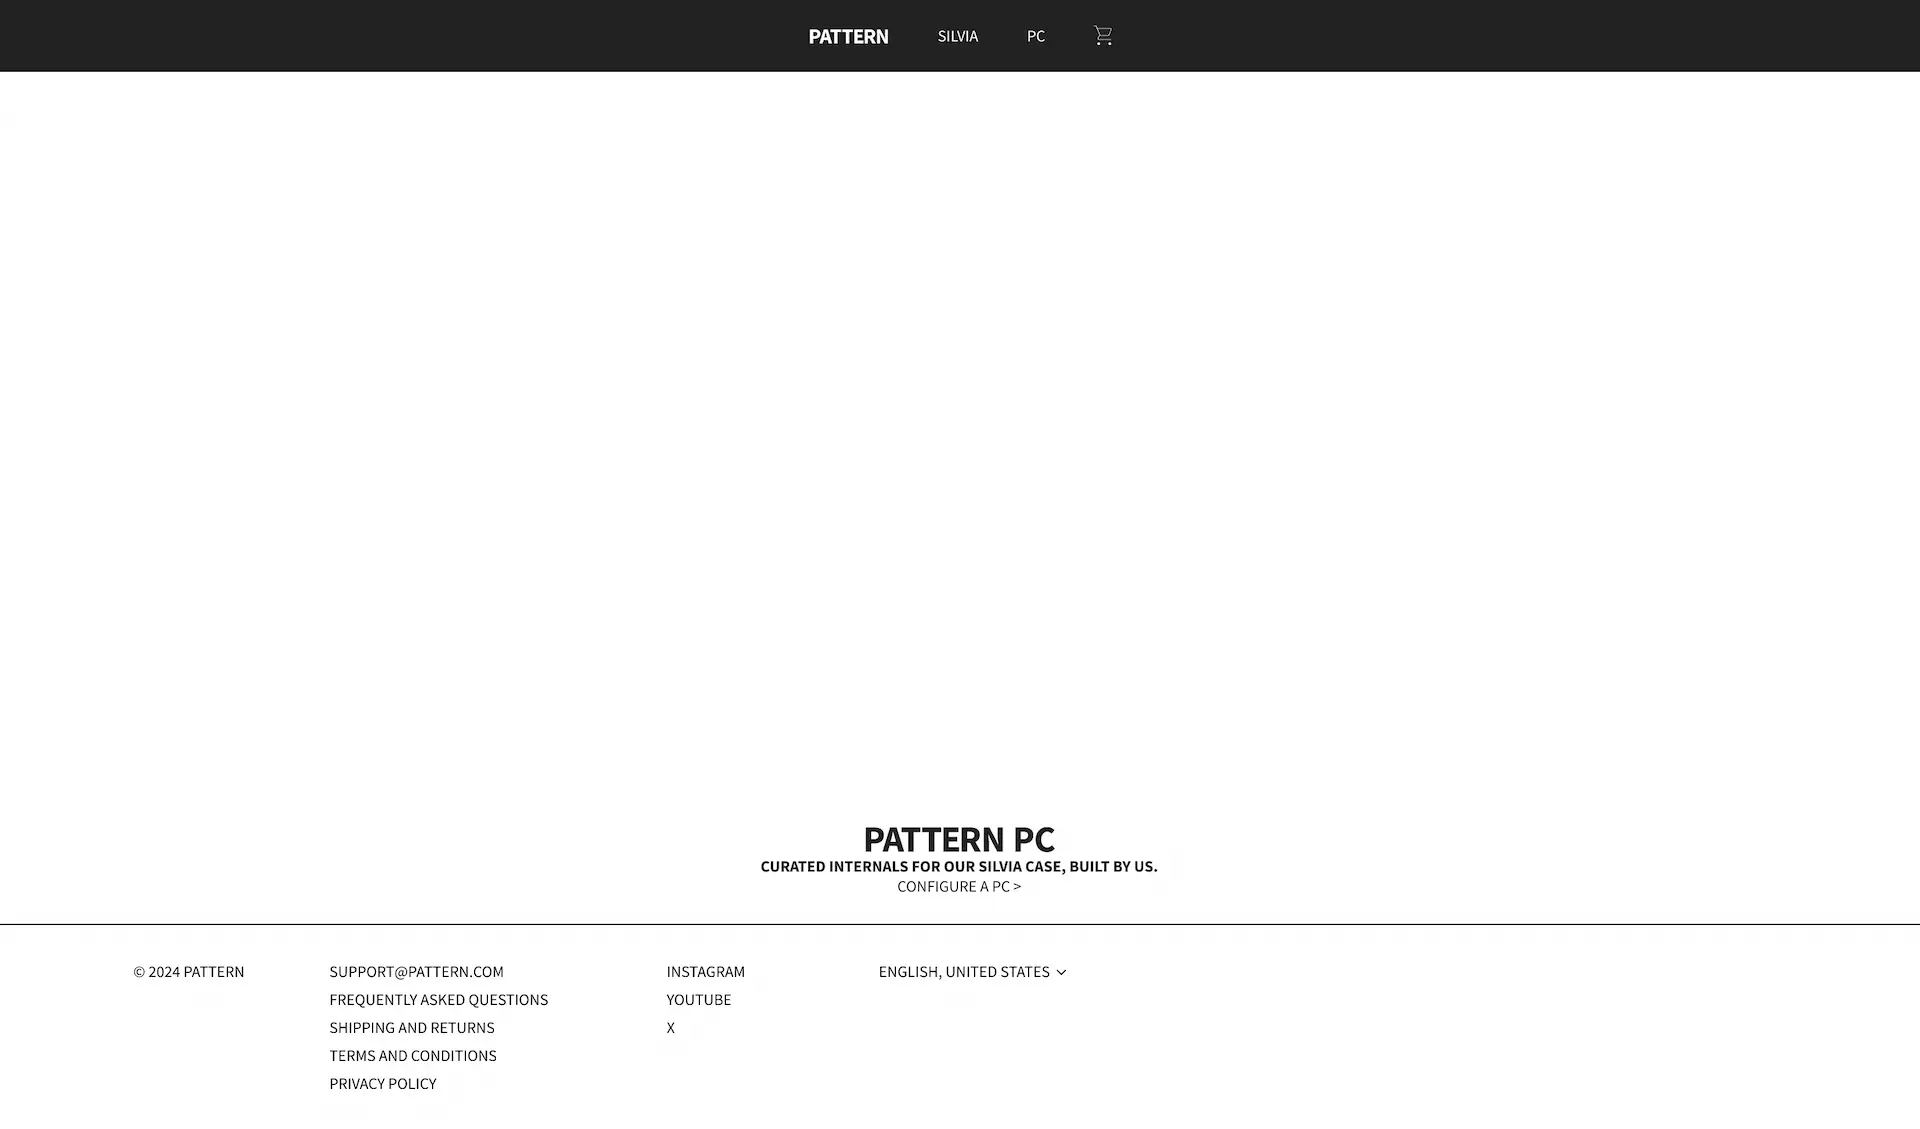 PATTERN SILVIA PC
PATTERN PC
CURATED INTERNALS FOR OUR SILVIA CASE, BUILT BY US.
CONFIGURE A PC >
© 2024 PATTERN
SUPPORT@PATTERN.COM
FREQUENTLY ASKED QUESTIONS
SHIPPING AND RETURNS
TERMS AND CONDITIONS
PRIVACY POLICY
INSTAGRAM
YOUTUBE
X
ENGLISH, UNITED STATES